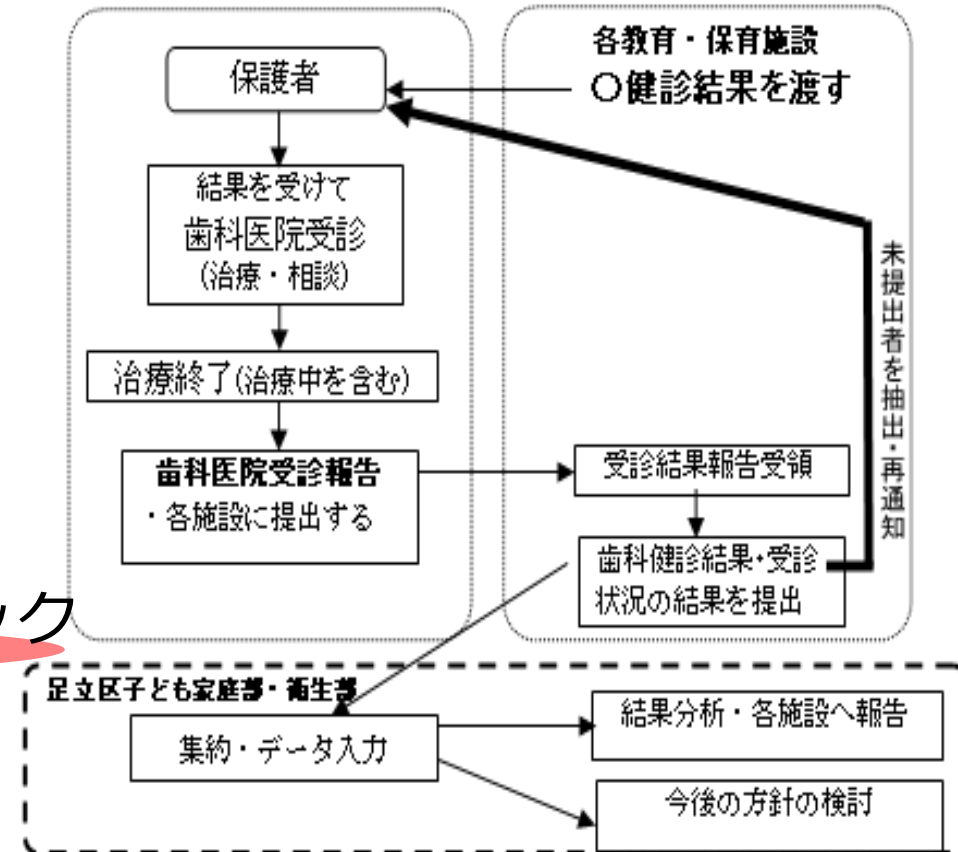 各教育・保育施設
〇健診結果を渡す
保護者
結果を受けて
歯科医院受診
(治療・相談)
治療終了(治療中を含む)
歯科医院受診報告
・各施設に提出する
受診結果報告受領
歯科健診結果・受診
状況の結果を提出
未提出者を抽出・再通知
ック
足立区子ども家庭部・衛生部
集約・データ入力
結果分析・各施設へ報告
今後の方針の検討